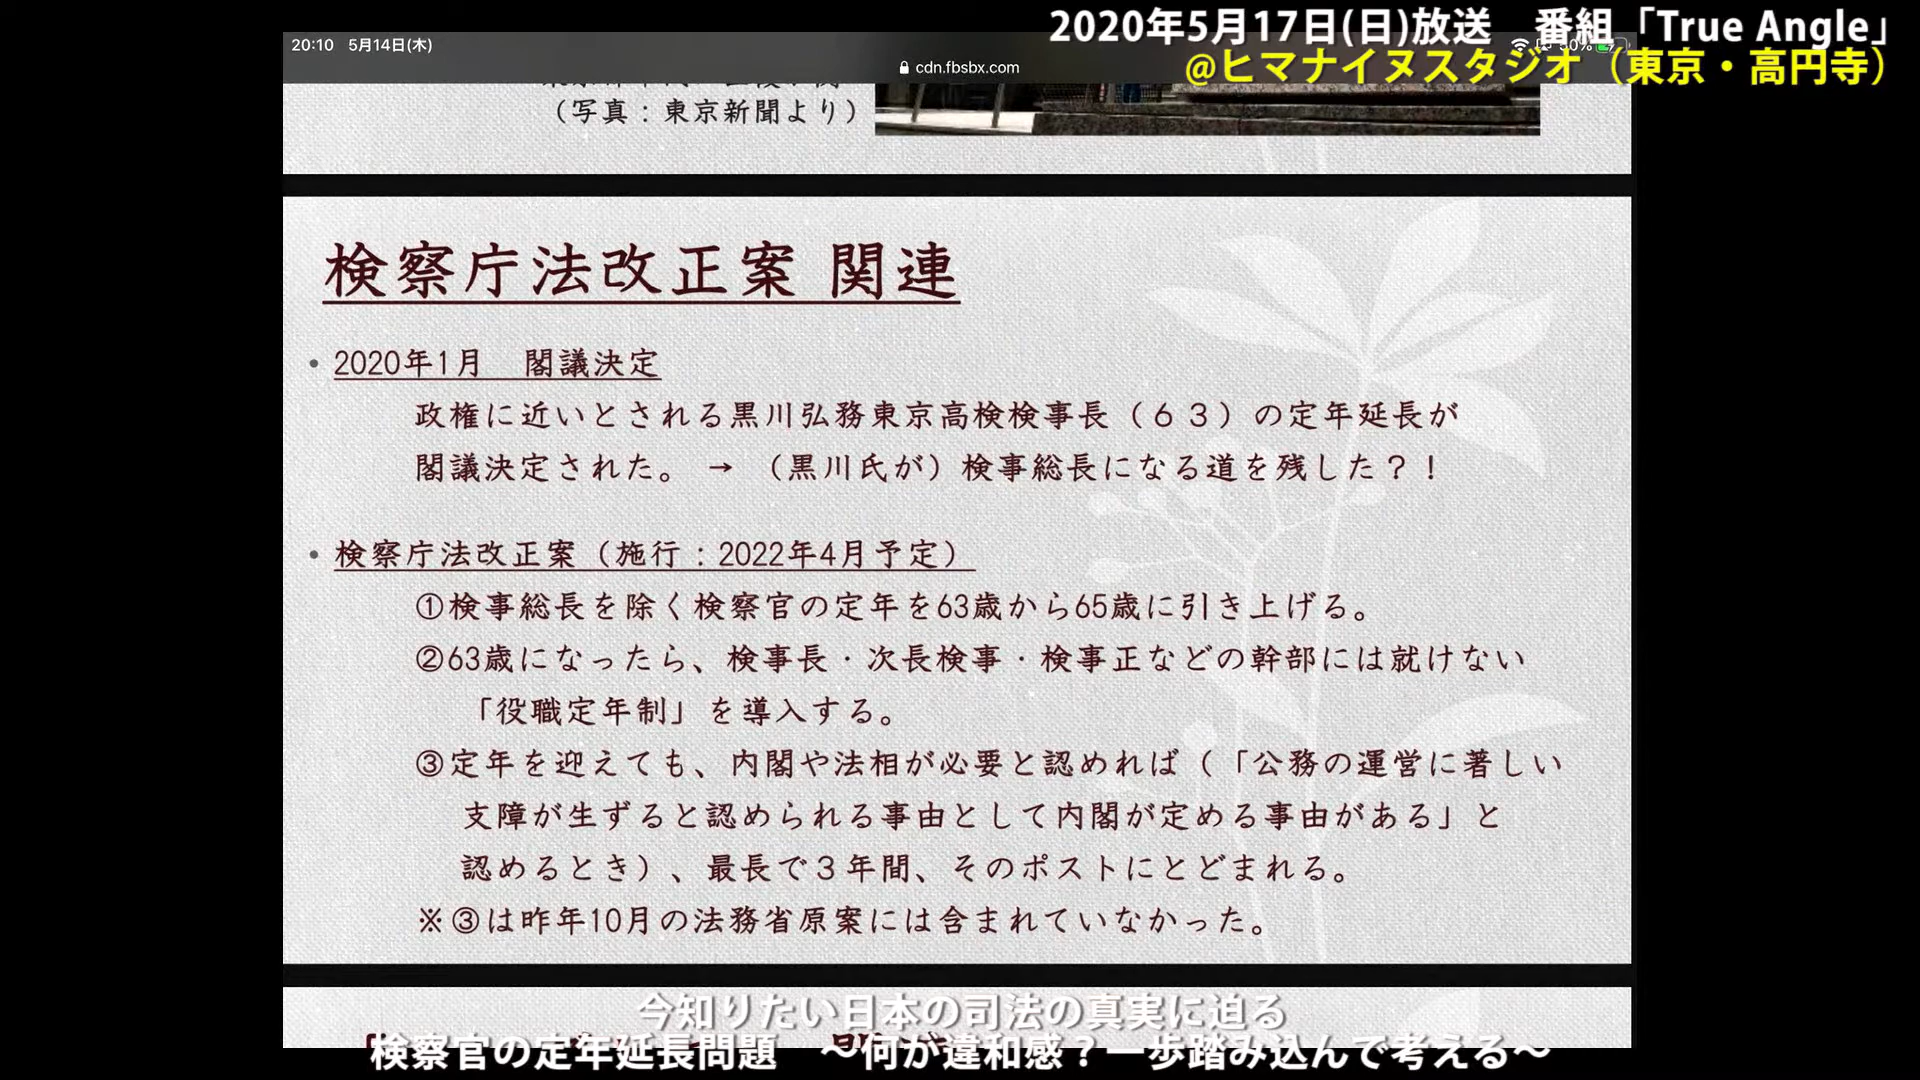 2020年5月17日(日)放送　番組「True Angle」
@ヒマナイヌスタジオ（東京・高円寺）
20:10 5月14日(木)
50%
cdn.fbsbx.com
（写真：東京新聞より）
検察庁法改正案 関連
・2020年1月　閣議決定
政権に近いとされる黒川弘務東京高検検事長（６３）の定年延長が
閣議決定された。 → （黒川氏が）検事総長になる道を残した？！
・検察庁法改正案（施行：2022年4月予定）
①検事総長を除く検察官の定年を63歳から65歳に引き上げる。
②63歳になったら、検事長・次長検事・検事正などの幹部には就けない
「役職定年制」を導入する。
③定年を迎えても、内閣や法相が必要と認めれば（「公務の運営に著しい
支障が生ずると認められる事由として内閣が定める事由がある」と
認めるとき）、最長で３年間、そのポストにとどまれる。
※③は昨年10月の法務省原案には含まれていなかった。
今知りたい日本の司法の真実に迫る
検察官の定年延長問題　～何が違和感？一歩踏み込んで考える～